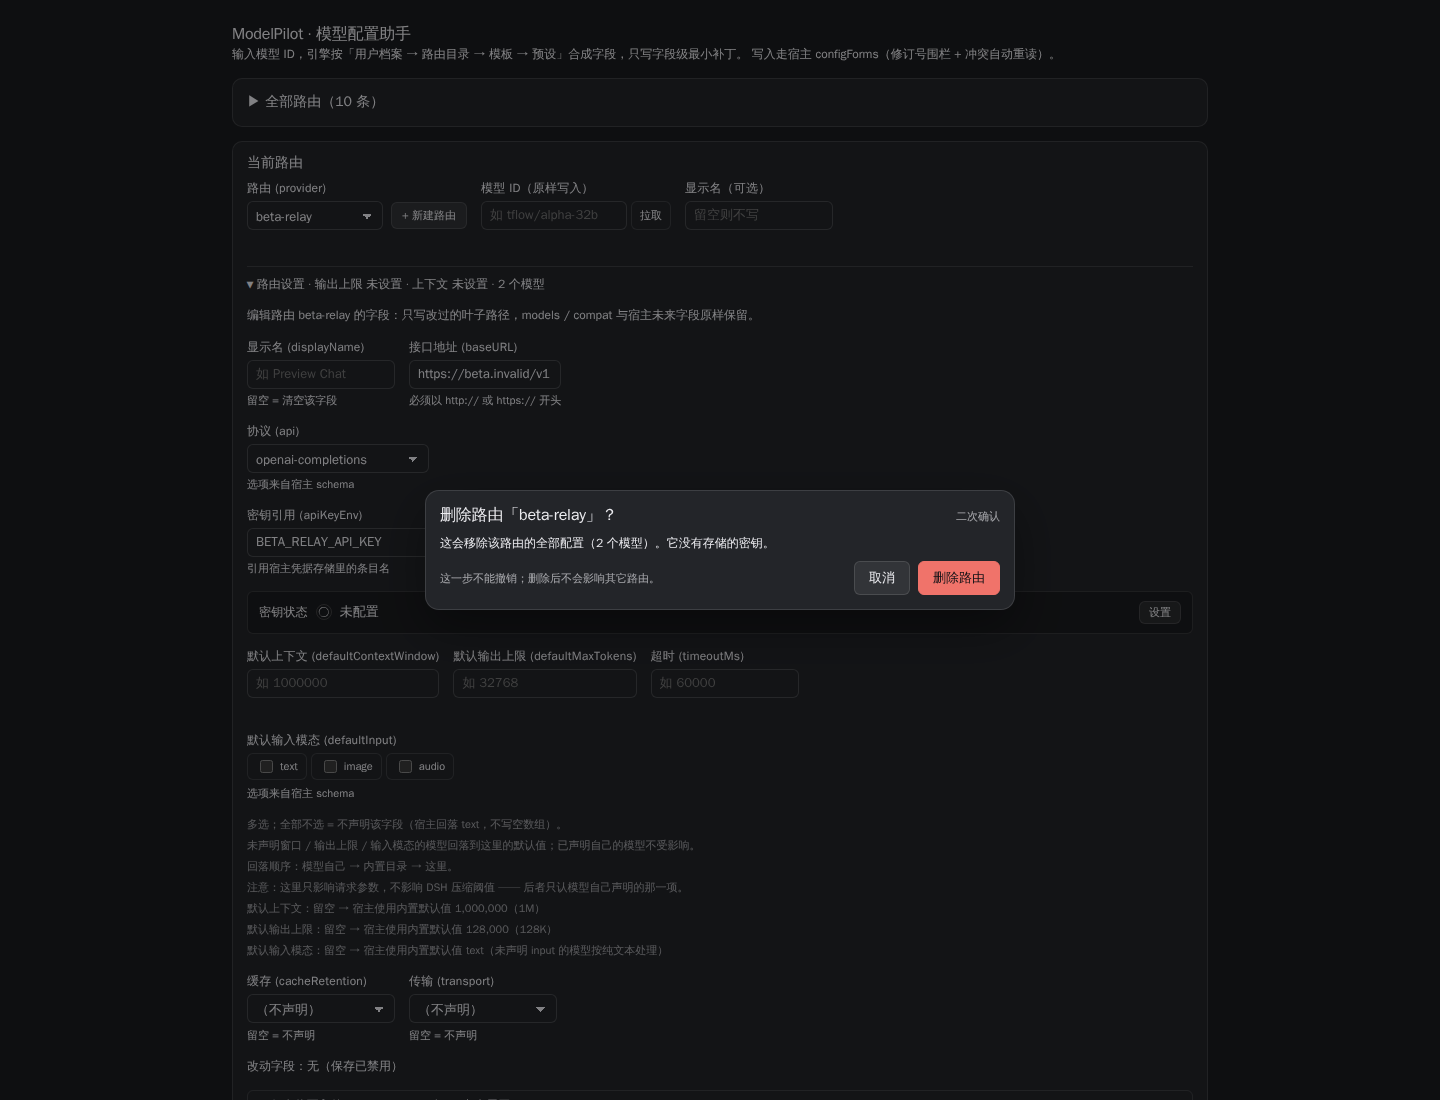 ModelPilot · 模型配置助手
输入模型 ID，引擎按「用户档案 → 路由目录 → 模板 → 预设」合成字段，只写字段级最小补丁。 写入走宿主 configForms（修订号围栏 + 冲突自动重读）。
▶ 全部路由（10 条）
当前路由
路由 (provider)
模型 ID（原样写入）
显示名（可选）
beta-relay
+ 新建路由
如 tflow/alpha-32b
拉取
留空则不写
▾ 路由设置 · 输出上限 未设置 · 上下文 未设置 · 2 个模型
编辑路由 beta-relay 的字段：只写改过的叶子路径，models / compat 与宿主未来字段原样保留。
显示名 (displayName)
接口地址 (baseURL)
如 Preview Chat
https://beta.invalid/v1
留空 = 清空该字段
必须以 http:// 或 https:// 开头
协议 (api)
openai-completions
选项来自宿主 schema
密钥引用 (apiKeyEnv)
BETA_RELAY_API_KEY
引用宿主凭据存储里的条目名
删除路由「beta-relay」？
二次确认
这会移除该路由的全部配置（2 个模型）。它没有存储的密钥。
这一步不能撤销；删除后不会影响其它路由。
取消
删除路由
密钥状态
未配置
设置
默认上下文 (defaultContextWindow)
默认输出上限 (defaultMaxTokens)
超时 (timeoutMs)
如 1000000
如 32768
如 60000
默认输入模态 (defaultInput)
text
image
audio
选项来自宿主 schema
多选；全部不选 = 不声明该字段（宿主回落 text，不写空数组）。
未声明窗口 / 输出上限 / 输入模态的模型回落到这里的默认值；已声明自己的模型不受影响。
回落顺序：模型自己 → 内置目录 → 这里。
注意：这里只影响请求参数，不影响 DSH 压缩阈值 —— 后者只认模型自己声明的那一项。
默认上下文：留空 → 宿主使用内置默认值 1,000,000（1M）
默认输出上限：留空 → 宿主使用内置默认值 128,000（128K）
默认输入模态：留空 → 宿主使用内置默认值 text（未声明 input 的模型按纯文本处理）
缓存 (cacheRetention)
传输 (transport)
（不声明）
（不声明）
留空 = 不声明
留空 = 不声明
改动字段：无（保存已禁用）